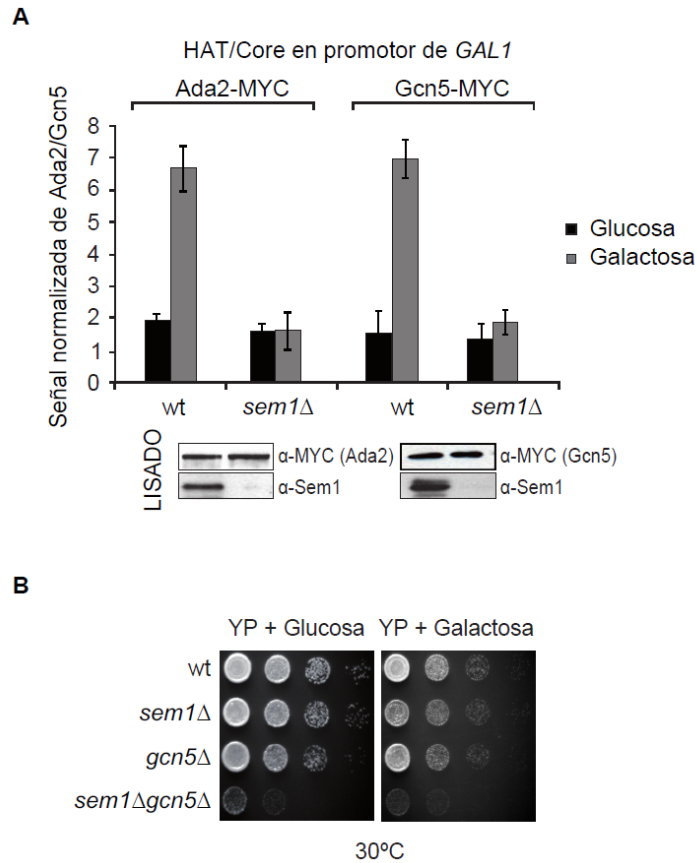 A
HAT/Core en promotor de GAL1
Ada2-MYC
Gcn5-MYC
Señal normalizada de Ada2/Gcn5
8
7
6
5
4
3
2
1
0
Glucosa
Galactosa
wt
sem1Δ
wt
sem1Δ
LISADO
α-MYC (Ada2)
α-MYC (Gcn5)
α-Sem1
α-Sem1
B
YP + Glucosa
YP + Galactosa
wt
sem1Δ
gcn5Δ
sem1Δgcn5Δ
30ºC